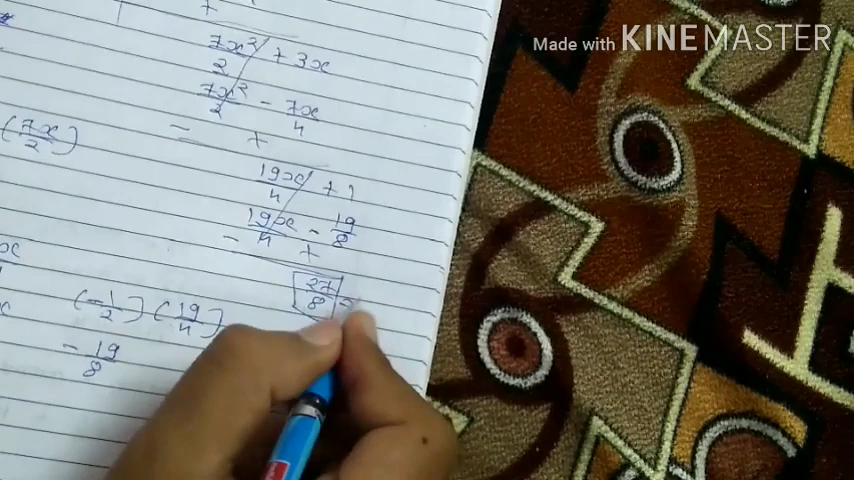 Made with KINEMASTER
+
7x²/2 + 3x
7x²/2 - 7x/4
(7x/2)
- +
19x/4 + 1
19x/4 - 19/8
- +
27/8 =
(-1/2) (19/4)
- 19/8